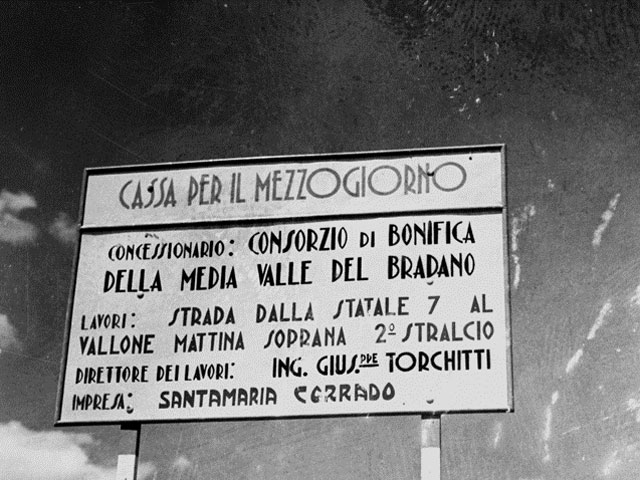 CASSA PER IL MEZZOGIORNO
CONCESSIONARIO: CONSORZIO DI BONIFICA
DELLA MEDIA VALLE DEL BRADANO
LAVORI: STRADA DALLA STATALE 7 AL
VALLONE MATTINA SOPRANA 2º STRALCIO
DIRETTORE DEI LAVORI: ING. GIUS.PPE TORCHITTI
IMPRESA: SANTAMARIA CERRADO